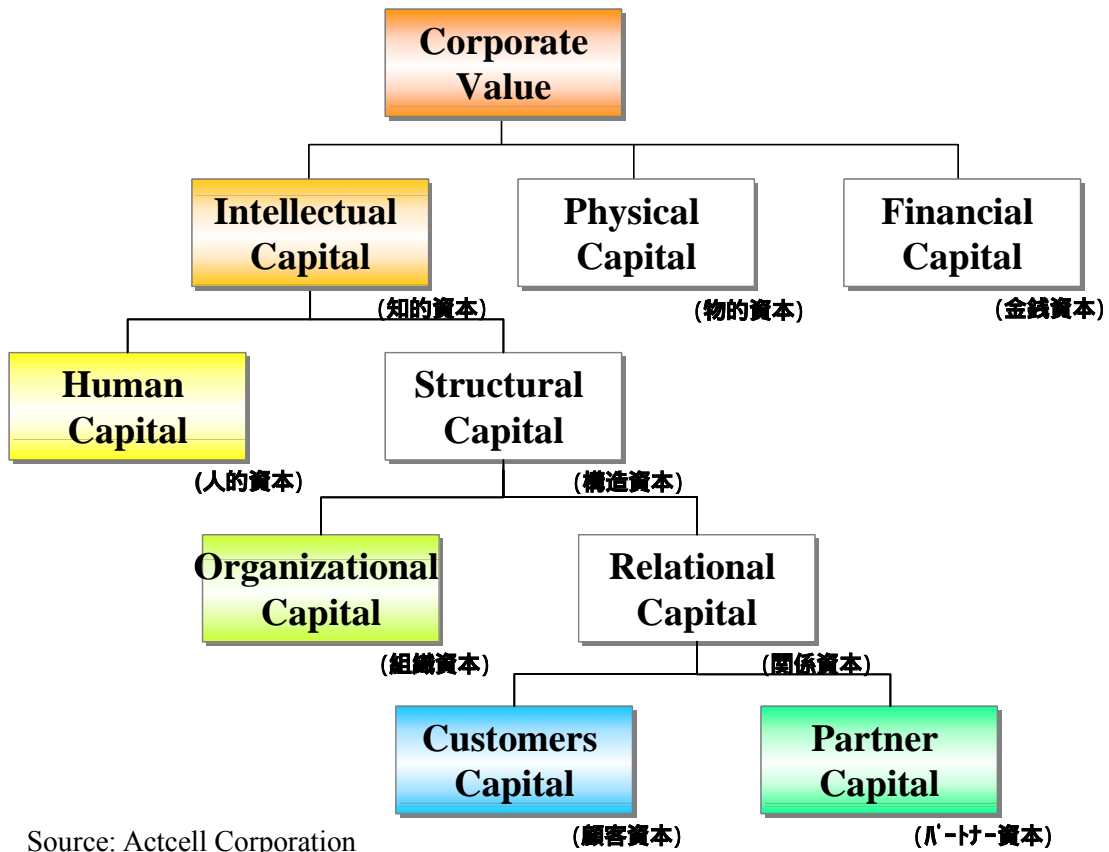 Corporate
Value
Intellectual
Capital
Physical
Capital
Financial
Capital
(知的資本)
(物的資本)
(金銭資本)
Human
Capital
Structural
Capital
(人的資本)
(構造資本)
Organizational
Capital
Relational
Capital
(組織資本)
(関係資本)
Customers
Capital
Partner
Capital
(顧客資本)
(パートナー資本)
Source: Actcell Corporation